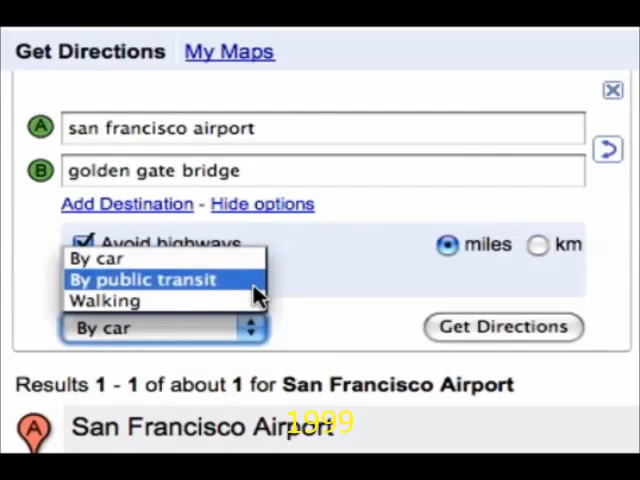 Get Directions My Maps
A san francisco airport
B golden gate bridge
Add Destination - Hide options
Avoid highways miles km
By car
By public transit
Walking
By car Get Directions
Results 1 - 1 of about 1 for San Francisco Airport
A San Francisco Airport
1999